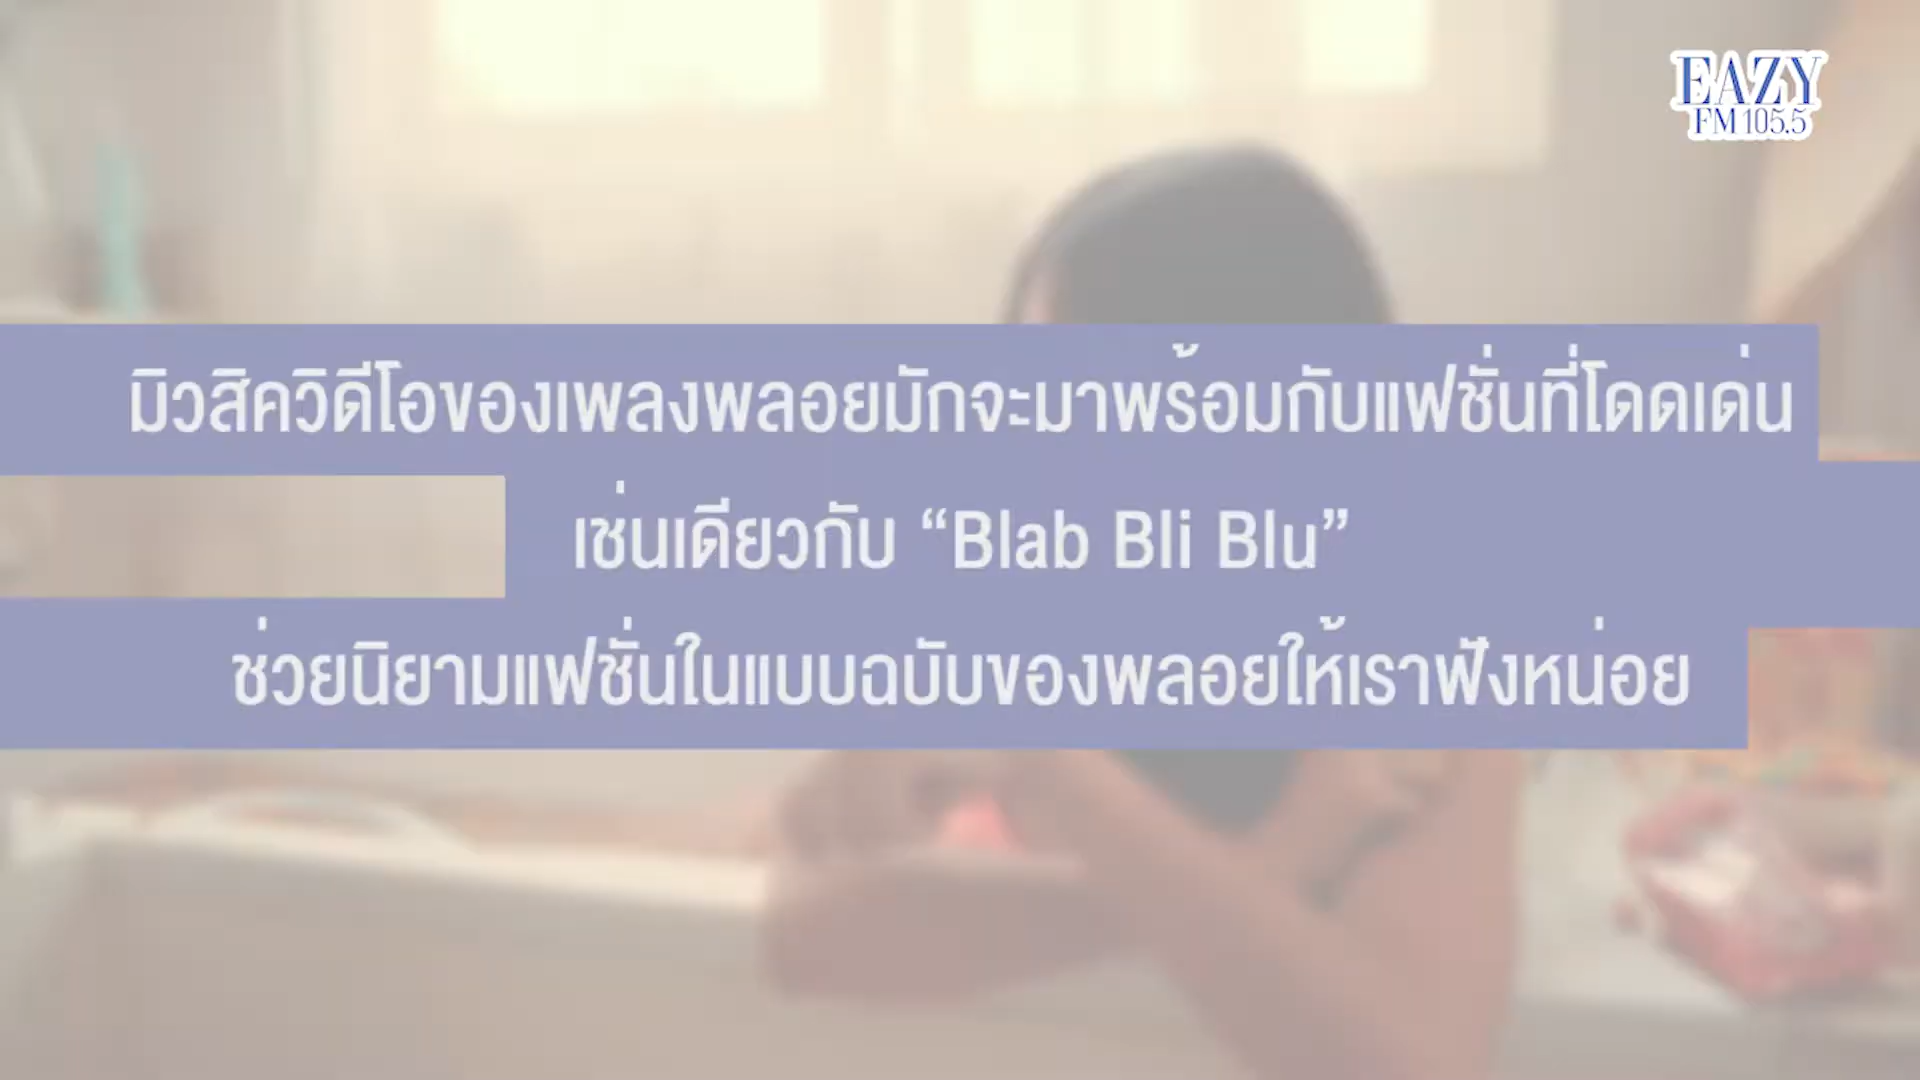 EAZY
FM 105.5
มิวสิควิดีโอของเพลงพลอยมักจะมาพร้อมกับแฟชั่นที่โดดเด่น
เช่นเดียวกับ “Blab Bli Blu”
ช่วยนิยามแฟชั่นในแบบฉบับของพลอยให้เราฟังหน่อย